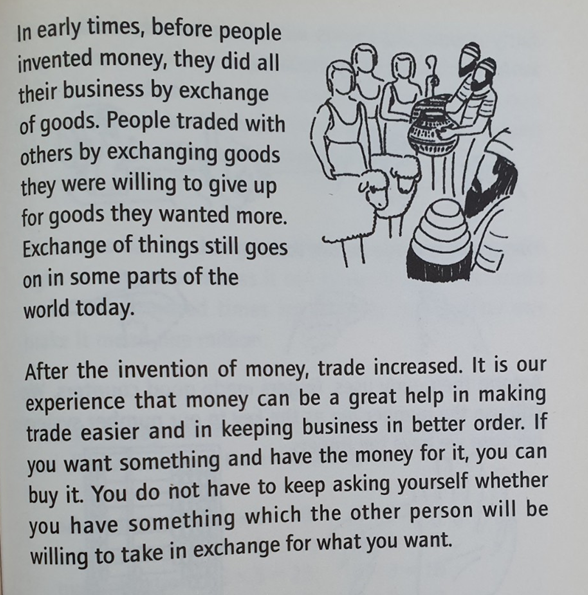 In early times, before people
invented money, they did all
their business by exchange
of goods. People traded with
others by exchanging goods
they were willing to give up
for goods they wanted more.
Exchange of things still goes
on in some parts of the
world today.
After the invention of money, trade increased. It is our
experience that money can be a great help in making
trade easier and in keeping business in better order. If
you want something and have the money for it, you can
buy it. You do not have to keep asking yourself whether
you have something which the other person will be
willing to take in exchange for what you want.